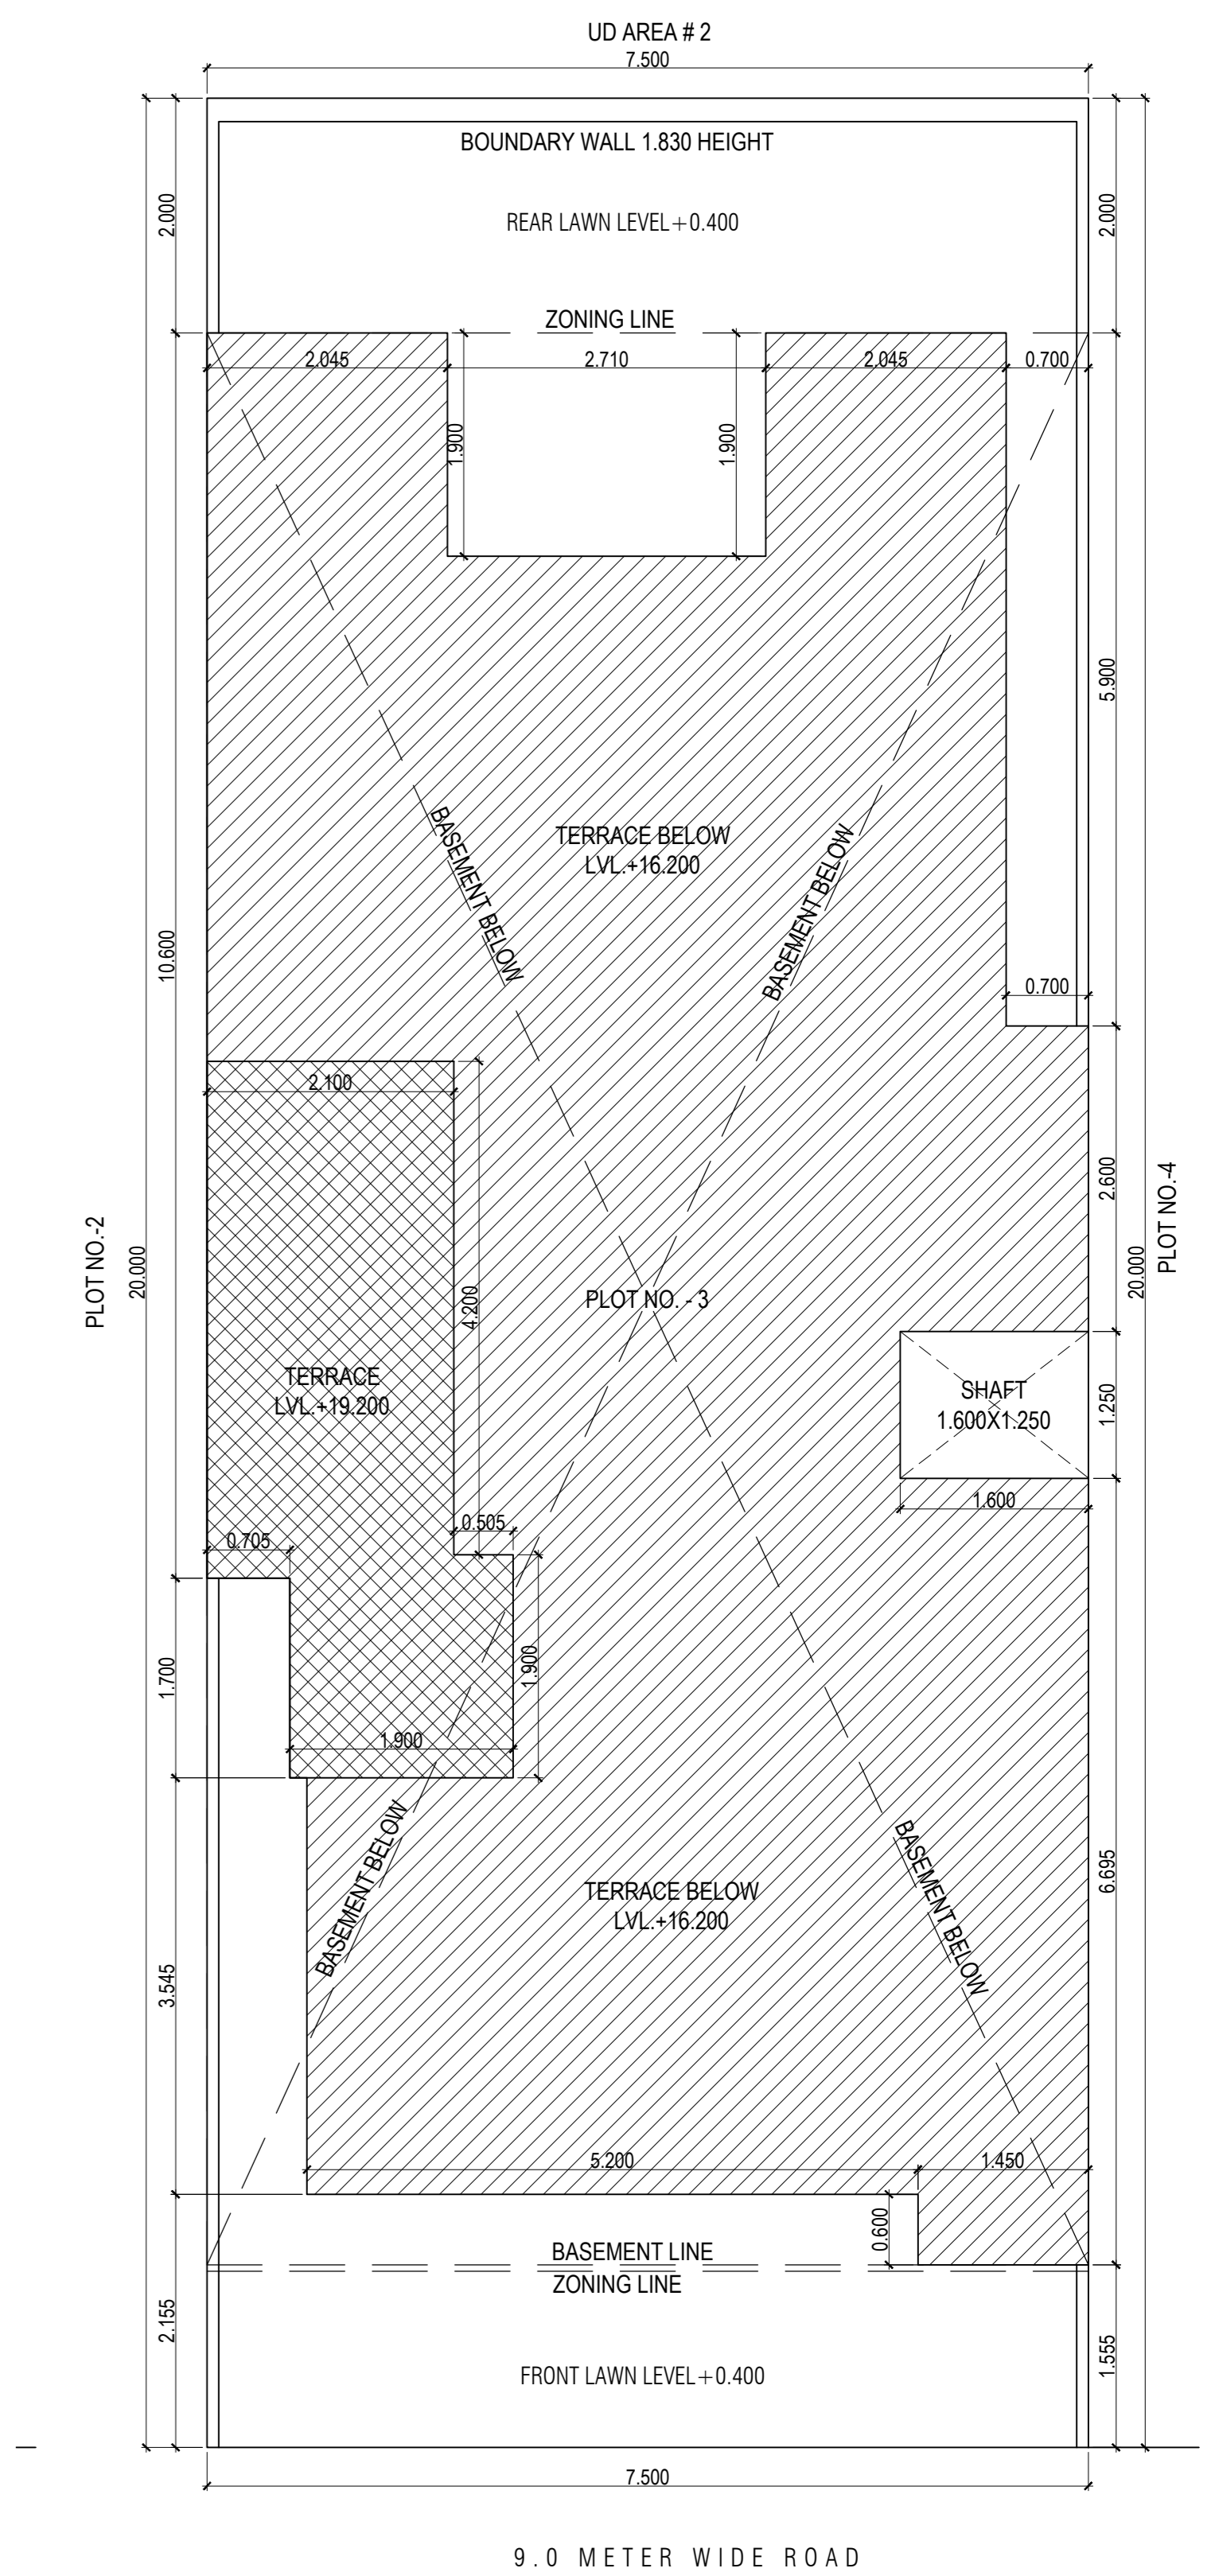 UD AREA # 2
7.500
BOUNDARY WALL 1.830 HEIGHT
2.000
2.000
REAR LAWN LEVEL+0.400
ZONING LINE
2.045
2.710
2.045
0.700
1.900
1.900
5.900
TERRACE BELOW
LVL.+16.200
BASEMENT BELOW
BASEMENT BELOW
10.600
0.700
2.100
2.600
PLOT NO.-2
20.000
4.200
PLOT NO. - 3
20.000
PLOT NO.-4
TERRACE
LVL.+19.200
SHAFT
1.600X1.250
1.250
1.600
0.505
0.705
1.700
1.900
1.900
BASEMENT BELOW
BASEMENT BELOW
6.695
TERRACE BELOW
LVL.+16.200
3.545
5.200
1.450
0.600
BASEMENT LINE
ZONING LINE
2.155
1.555
FRONT LAWN LEVEL+0.400
7.500
9.0 METER WIDE ROAD